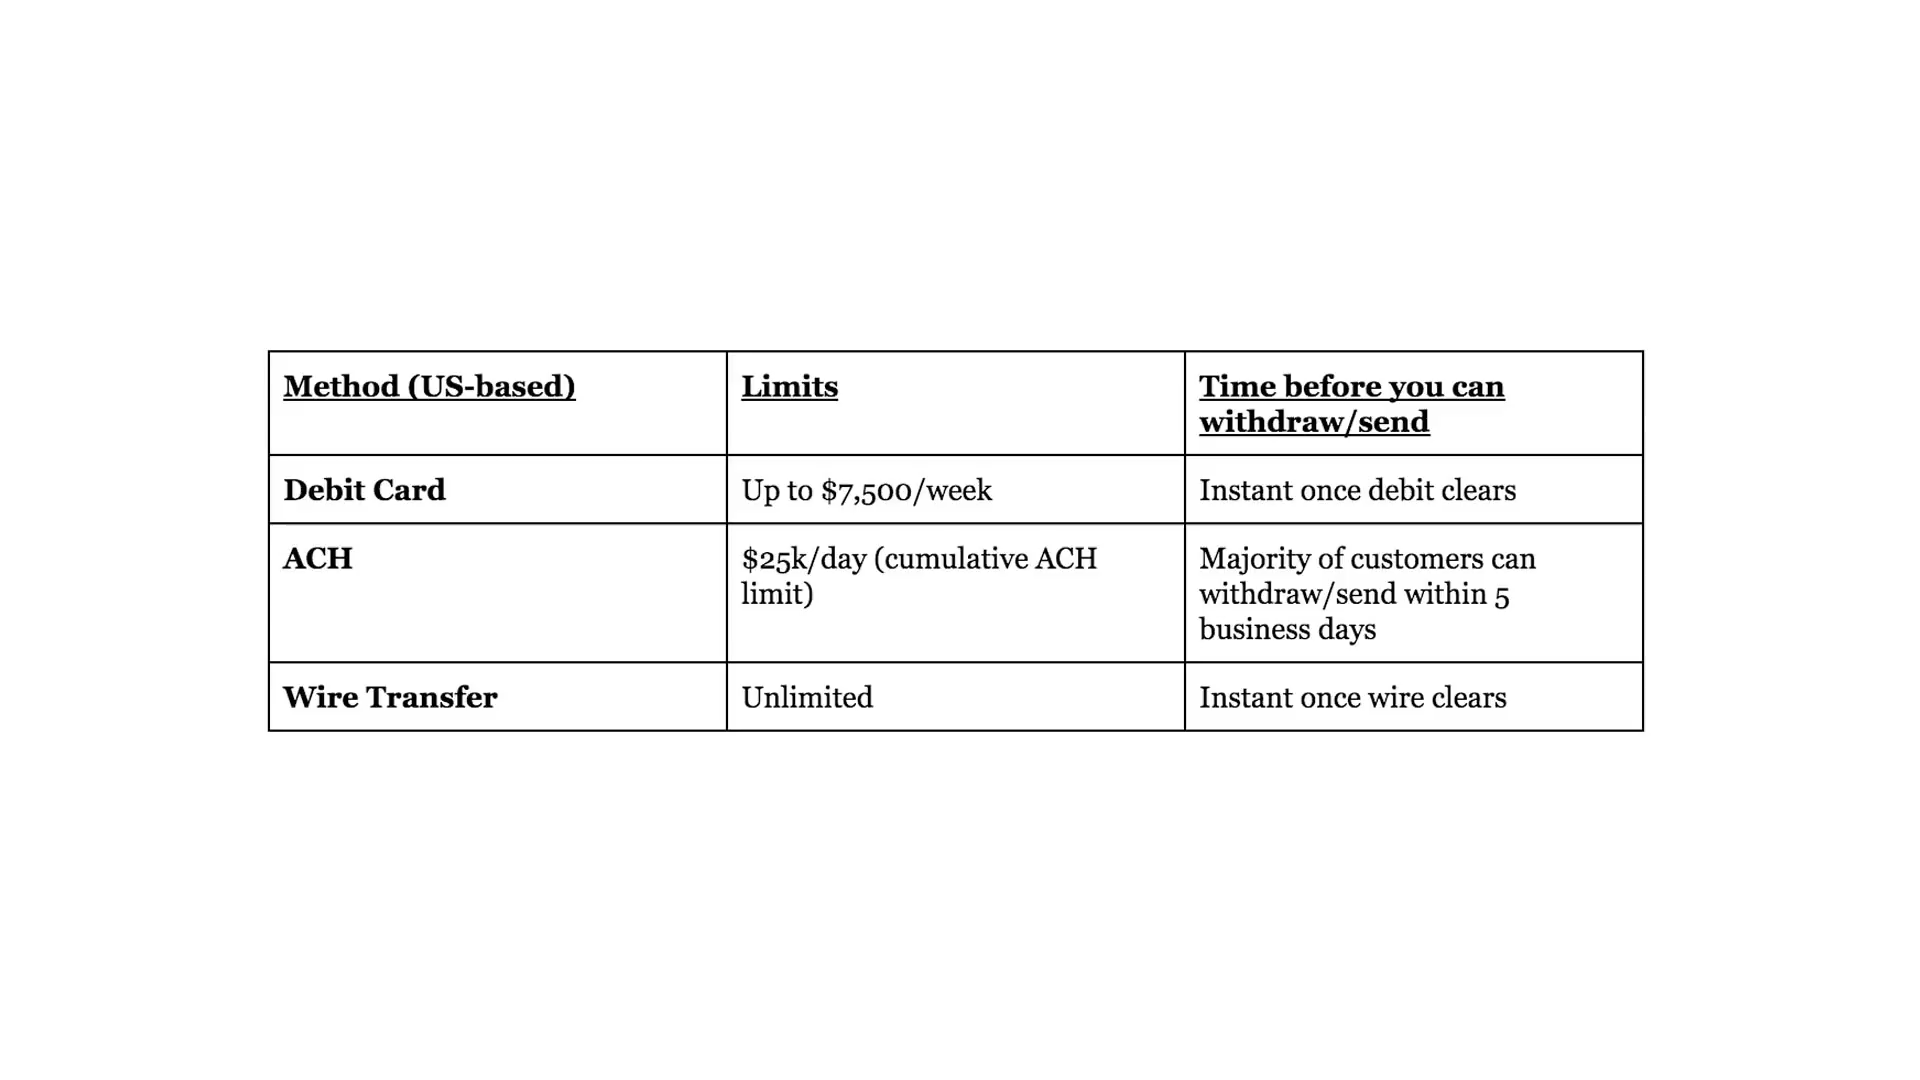 Method (US-based)
Limits
Time before you can
withdraw/send
Debit Card
Up to $7,500/week
Instant once debit clears
ACH
$25k/day (cumulative ACH
limit)
Majority of customers can
withdraw/send within 5
business days
Wire Transfer
Unlimited
Instant once wire clears